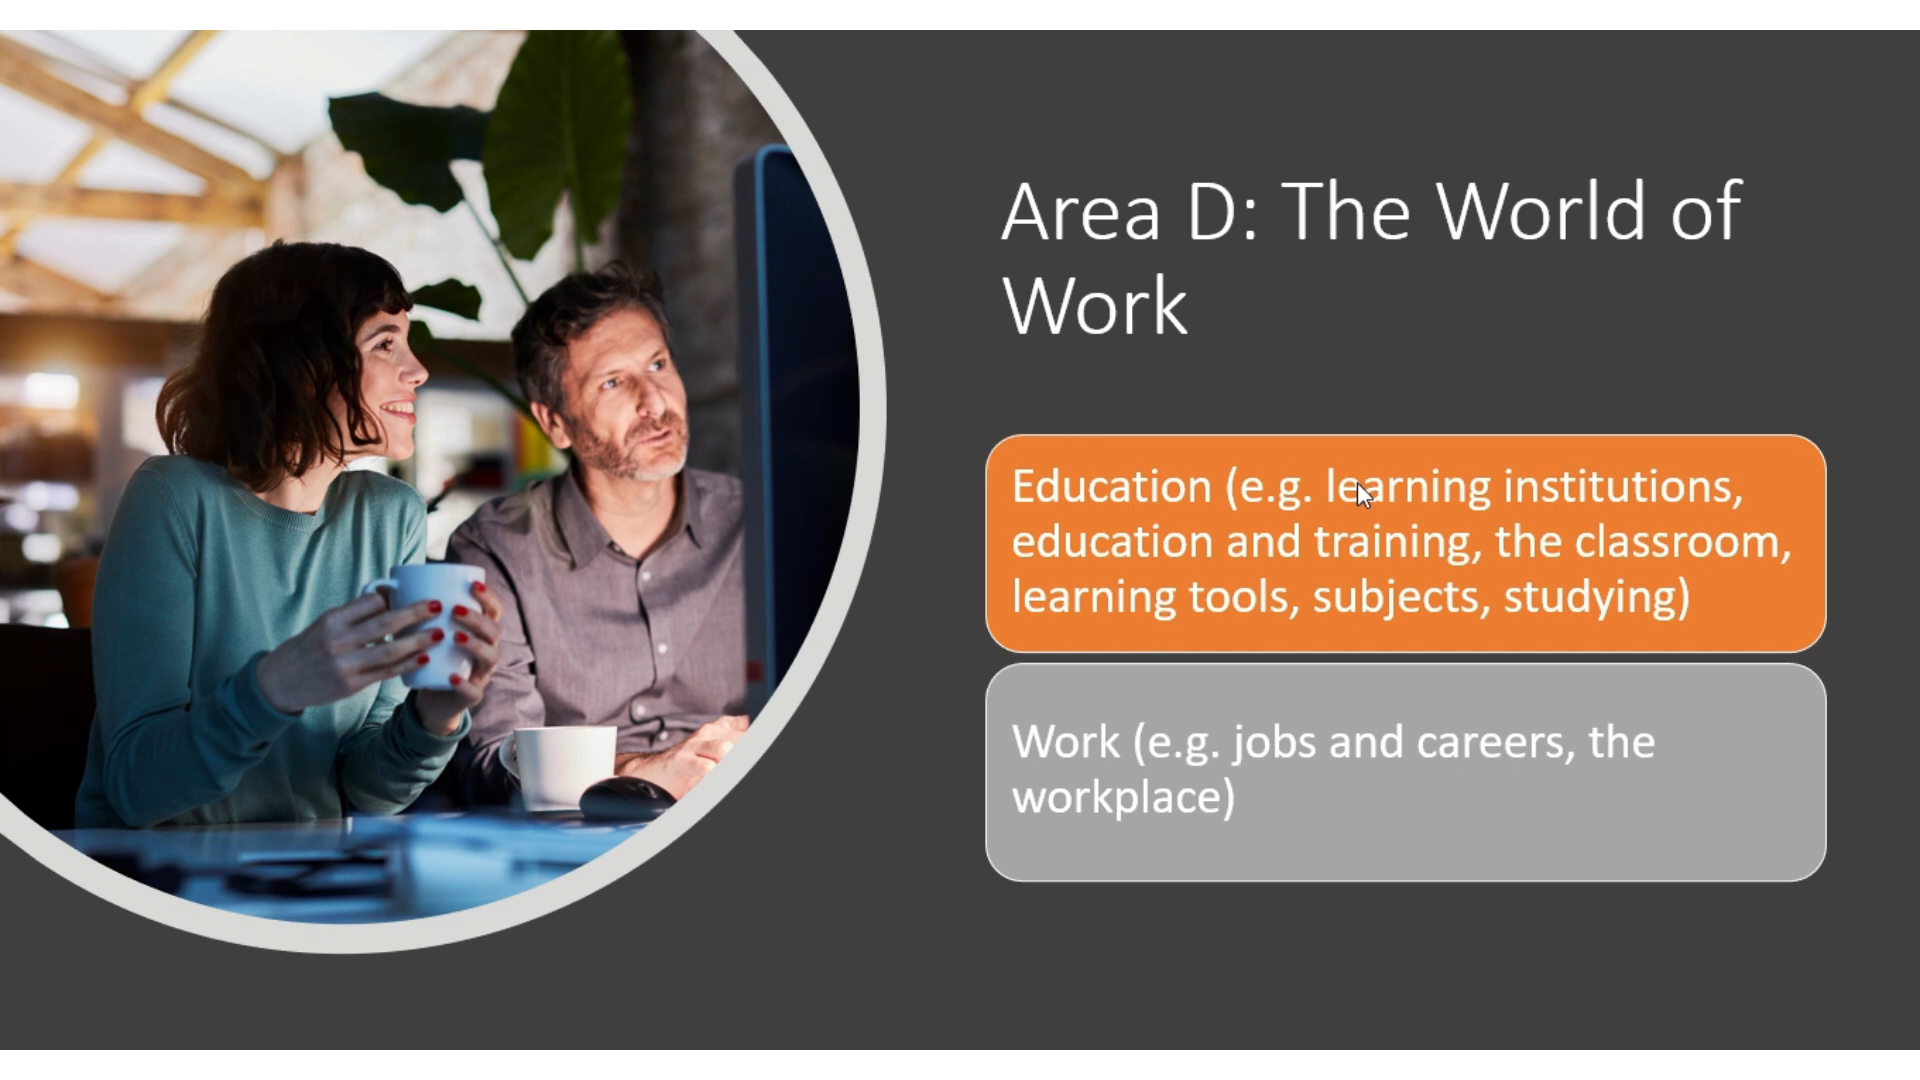 Area D: The World of
Work
Education (e.g. learning institutions,
education and training, the classroom,
learning tools, subjects, studying)
Work (e.g. jobs and careers, the
workplace)